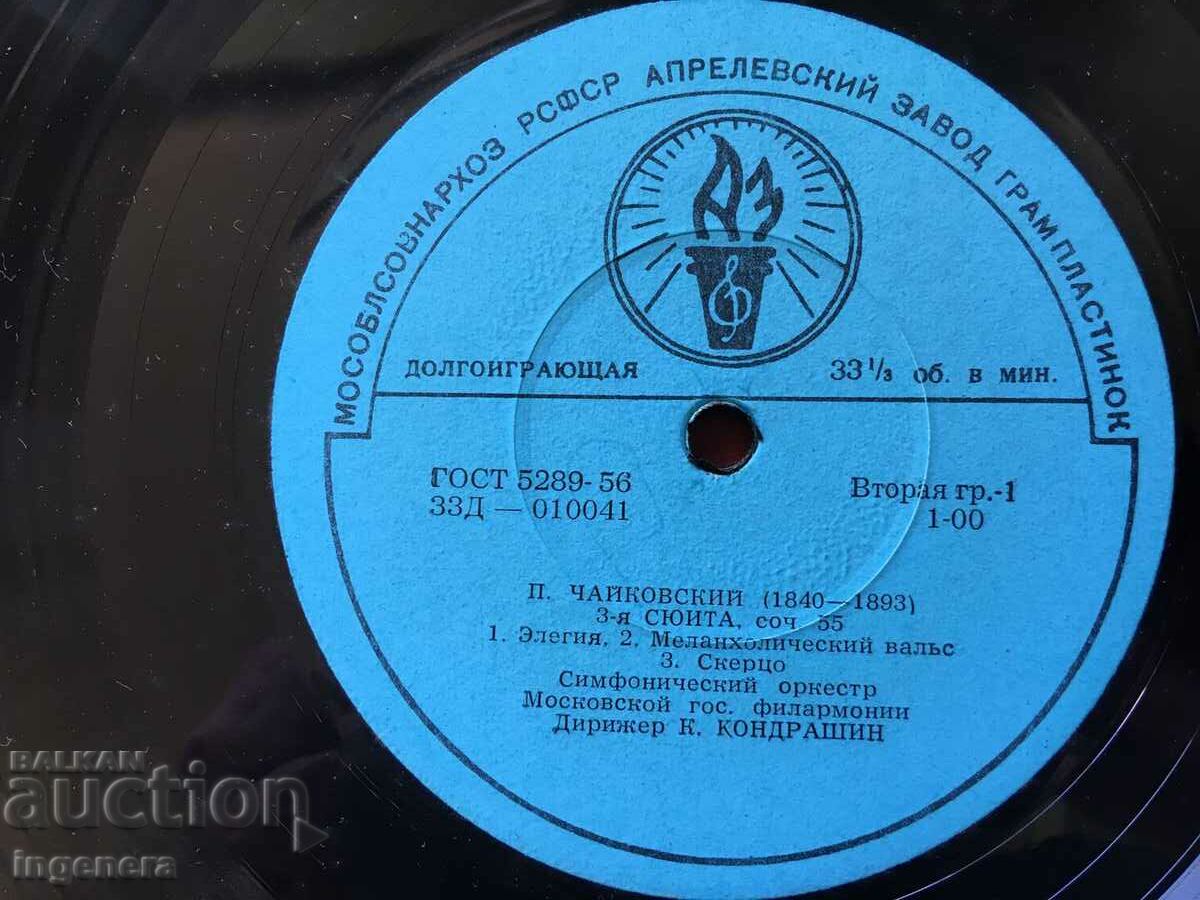 МОСОБЛСОВНАРХОЗ РСФСР АПРЕЛЕВСКИЙ ЗАВОД ГРАМПЛАСТИНОК
АЗ
ДОЛГОИГРАЮЩАЯ 33 1/3 об. в мин.
ГОСТ 5289-56 Вторая гр.-1
33Д — 010041 1-00
П. ЧАЙКОВСКИЙ (1840—1893)
3-я СЮИТА, соч 55
1. Элегия, 2. Меланхолический вальс
3. Скерцо
Симфонический оркестр
Московской гос. филармонии
Дирижер К. КОНДРАШИН
BALKAN
auction
ingenera